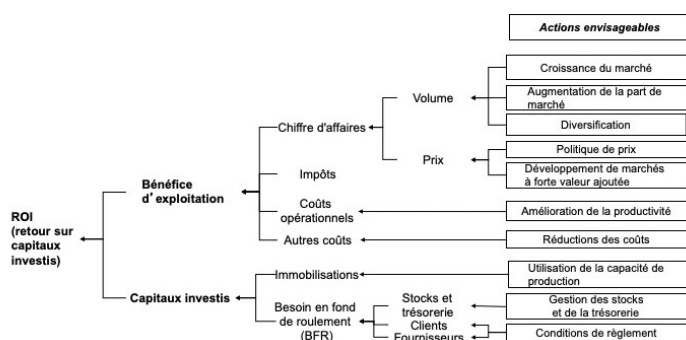 Actions envisageables
Croissance du marché
Augmentation de la part de
marché
Diversification
Politique de prix
Développement de marchés
à forte valeur ajoutée
Amélioration de la productivité
Réductions des coûts
Utilisation de la capacité de
production
Gestion des stocks
et de la trésorerie
Conditions de règlement
Volume
Prix
Chiffre d'affaires
Impôts
Coûts
opérationnels
Autres coûts
Immobilisations
Besoin en fond
de roulement
(BFR)
Stocks et
trésorerie
Clients
Fournisseurs
Bénéfice
d'exploitation
Capitaux investis
ROI
(retour sur
capitaux
investis)